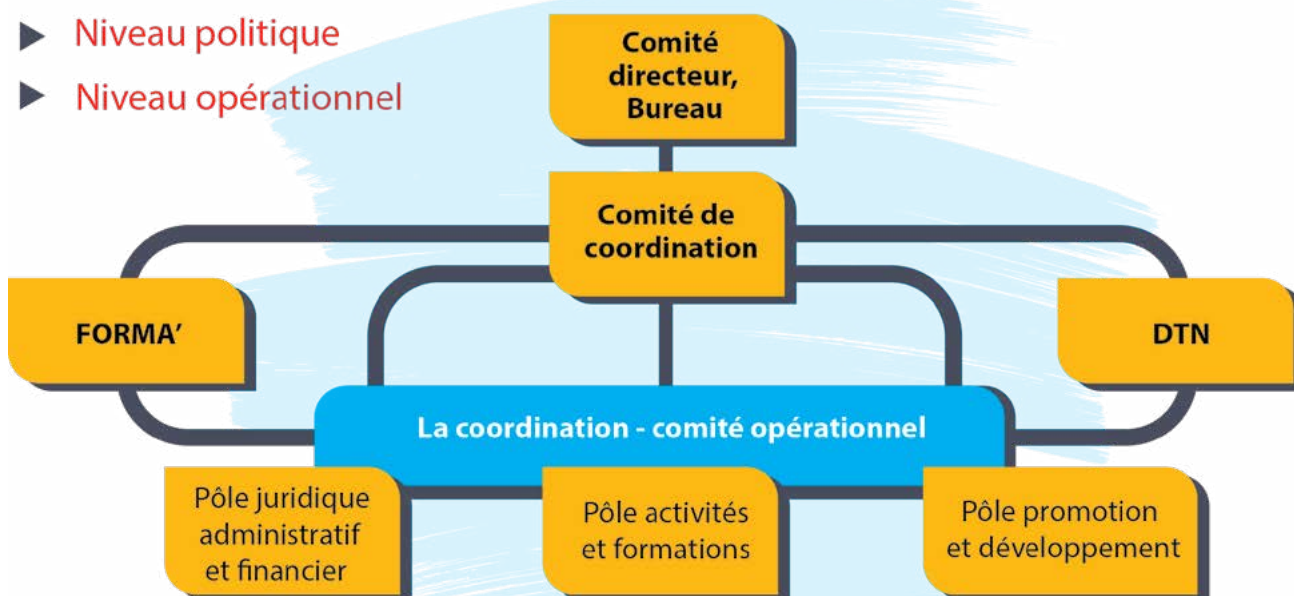 Niveau politique
Niveau opérationnel
Comité
directeur,
Bureau
Comité de
coordination
FORMA’
DTN
La coordination - comité opérationnel
Pôle juridique
administratif
et financier
Pôle activités
et formations
Pôle promotion
et développement